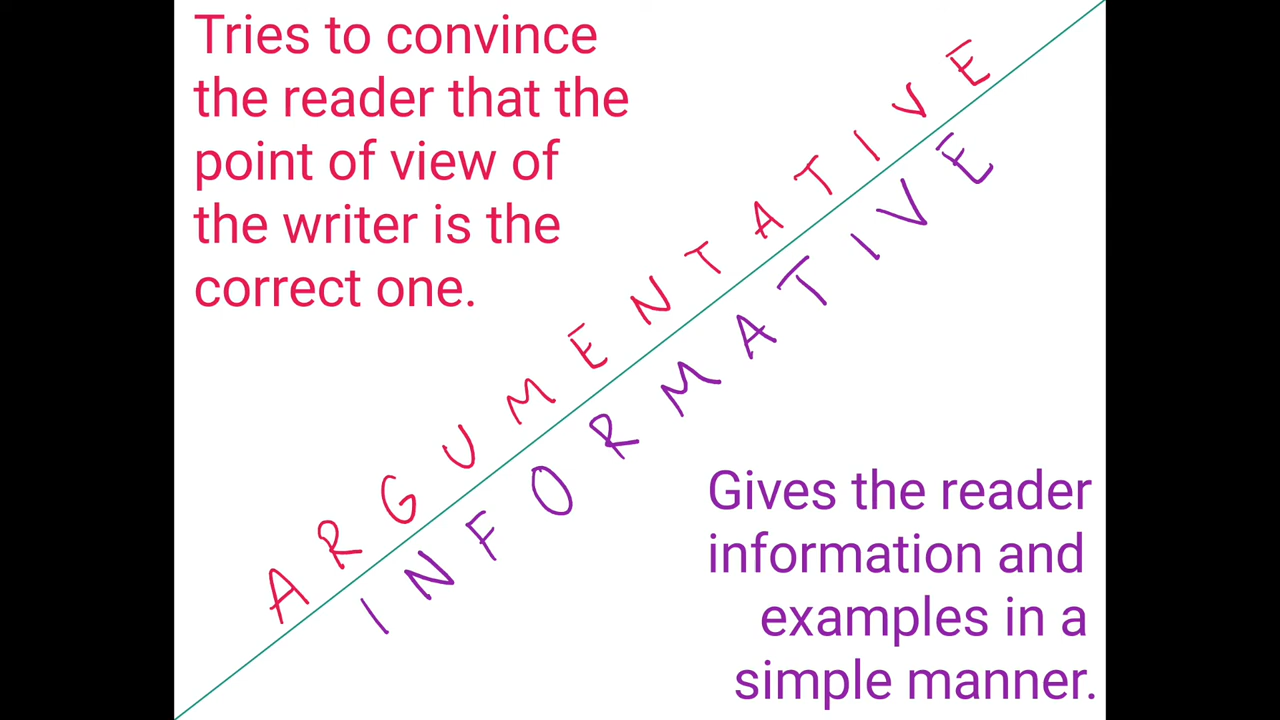 Tries to convince
the reader that the
point of view of
the writer is the
correct one.
ARGUMENTATIVE
INFORMATIVE
Gives the reader
information and
examples in a
simple manner.